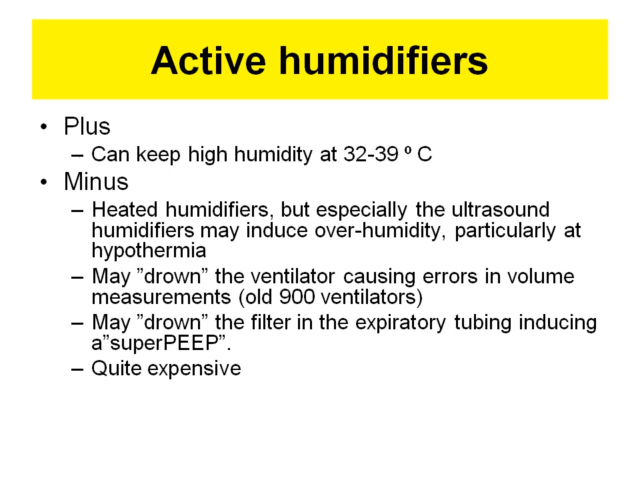 Active humidifiers
• Plus
– Can keep high humidity at 32-39 º C
• Minus
– Heated humidifiers, but especially the ultrasound
humidifiers may induce over-humidity, particularly at
hypothermia
– May ”drown” the ventilator causing errors in volume
measurements (old 900 ventilators)
– May ”drown” the filter in the expiratory tubing inducing
a”superPEEP”.
– Quite expensive